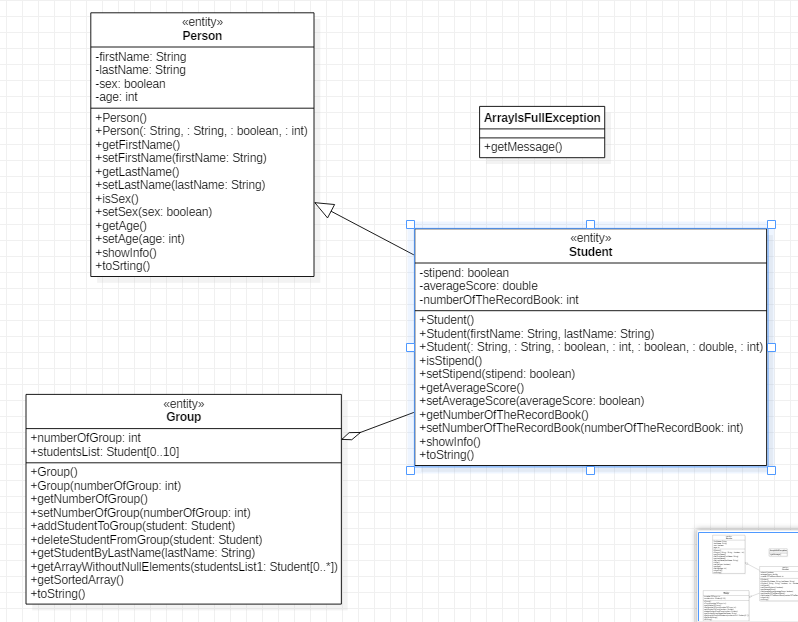 «entity»
Person
-firstName: String
-lastName: String
-sex: boolean
-age: int
+Person()
+Person(: String, : String, : boolean, : int)
+getFirstName()
+setFirstName(firstName: String)
+getLastName()
+setLastName(lastName: String)
+isSex()
+setSex(sex: boolean)
+getAge()
+setAge(age: int)
+showInfo()
+toSrting()
ArrayIsFullException
+getMessage()
«entity»
Student
-stipend: boolean
-averageScore: double
-numberOfTheRecordBook: int
+Student()
+Student(firstName: String, lastName: String)
+Student(: String, : String, : boolean, : int, : boolean, : double, : int)
+isStipend()
+setStipend(stipend: boolean)
+getAverageScore()
+setAverageScore(averageScore: boolean)
+getNumberOfTheRecordBook()
+setNumberOfTheRecordBook(numberOfTheRecordBook: int)
+showInfo()
+toString()
«entity»
Group
+numberOfGroup: int
+studentsList: Student[0..10]
+Group()
+Group(numberOfGroup: int)
+getNumberOfGroup()
+setNumberOfGroup(numberOfGroup: int)
+addStudentToGroup(student: Student)
+deleteStudentFromGroup(student: Student)
+getStudentByLastName(lastName: String)
+getArrayWithoutNullElements(studentsList1: Student[0..*])
+getSortedArray()
+toString()